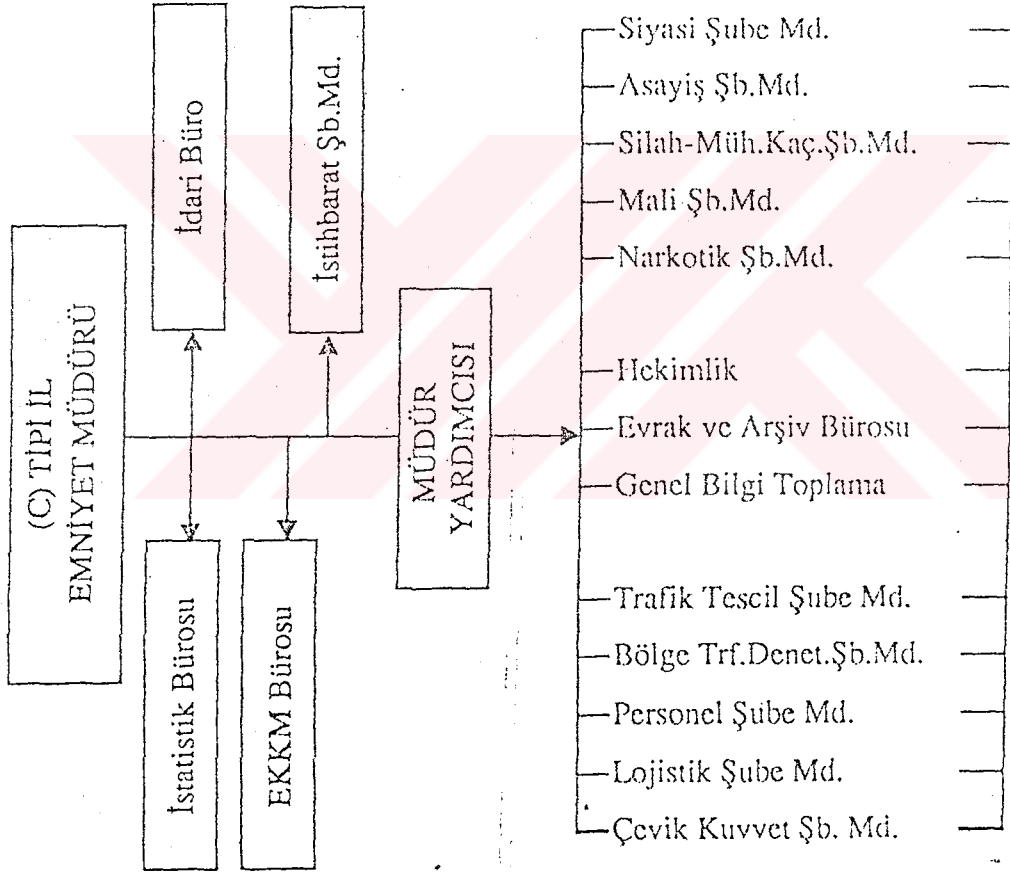 (C) TİPİ İL
EMNİYET MÜDÜRÜ
İdari Büro
İstatistik Bürosu
EKKM Bürosu
İstihbarat Şb.Md.
MÜDÜR
YARDIMCISI
Siyasi Şube Md.
Asayiş Şb.Md.
Silah-Müh.Kaç.Şb.Md.
Mali Şb.Md.
Narkotik Şb.Md.
Hekimlik
Evrak ve Arşiv Bürosu
Genel Bilgi Toplama
Trafik Tescil Şube Md.
Bölge Trf.Denet.Şb.Md.
Personel Şube Md.
Lojistik Şube Md.
Çevik Kuvvet Şb. Md.